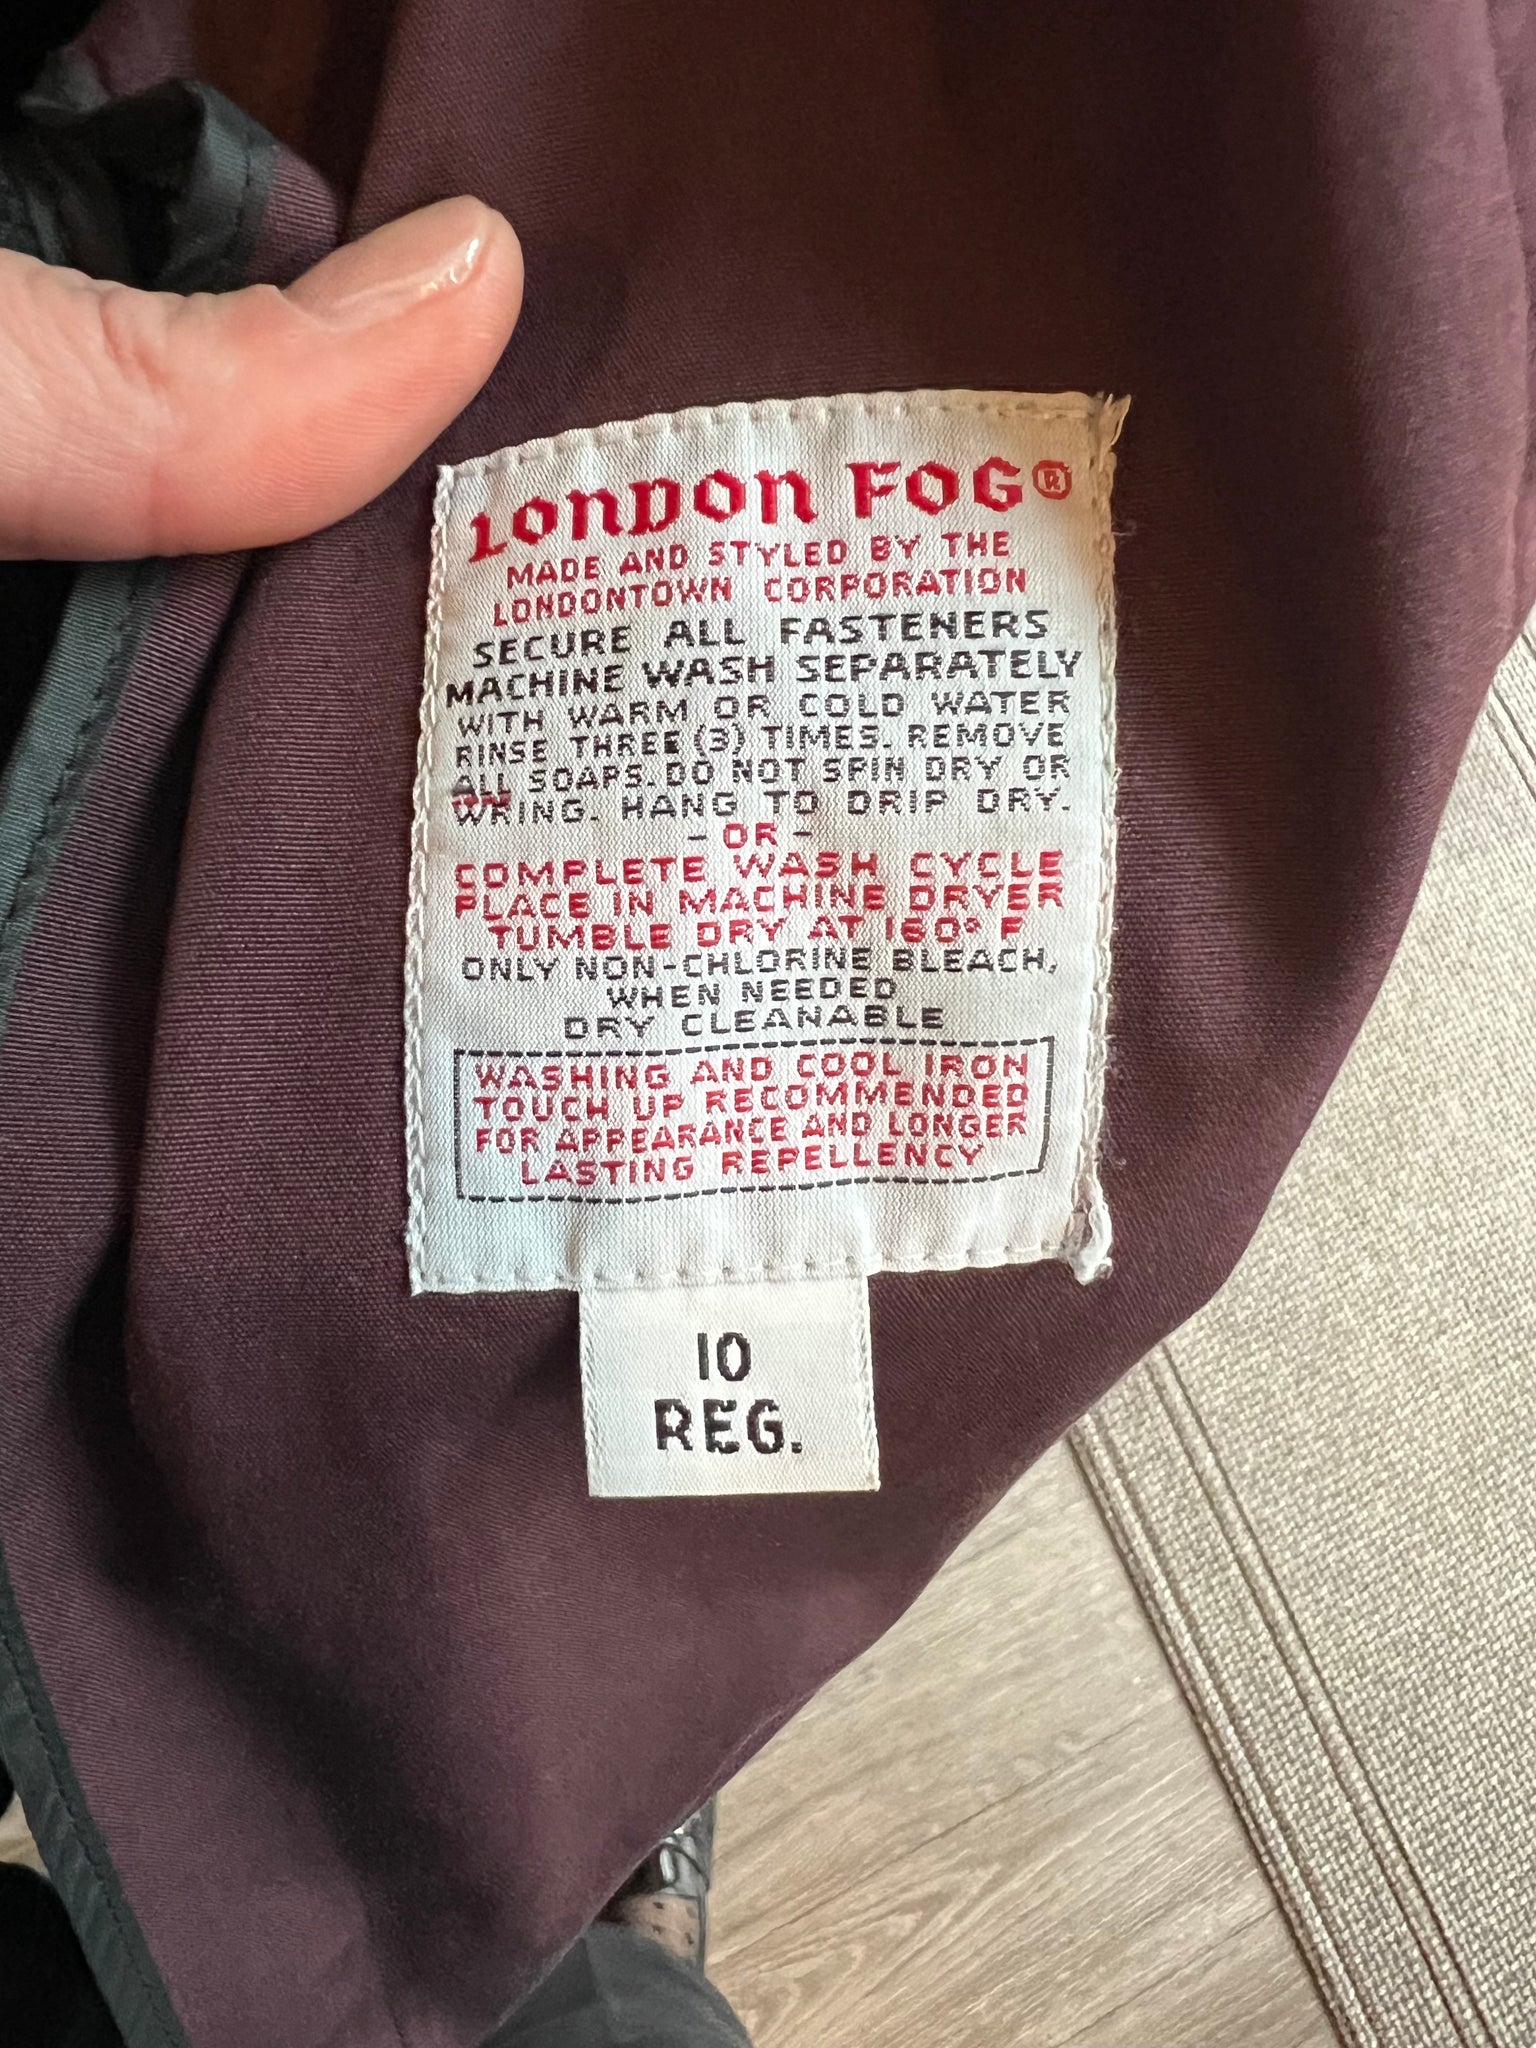 LONDON FOG®
MADE AND STYLED BY THE
LONDONTOWN CORPORATION
SECURE ALL FASTENERS
MACHINE WASH SEPARATELY
WITH WARM OR COLD WATER
RINSE THREE (3) TIMES. REMOVE
ALL SOAPS. DO NOT SPIN DRY OR
WRING. HANG TO DRIP DRY.
- OR -
COMPLETE WASH CYCLE
PLACE IN MACHINE DRYER
TUMBLE DRY AT 160° F
ONLY NON-CHLORINE BLEACH,
WHEN NEEDED
DRY CLEANABLE
WASHING AND COOL IRON
TOUCH UP RECOMMENDED
FOR APPEARANCE AND LONGER
LASTING REPELLENCY
10
REG.